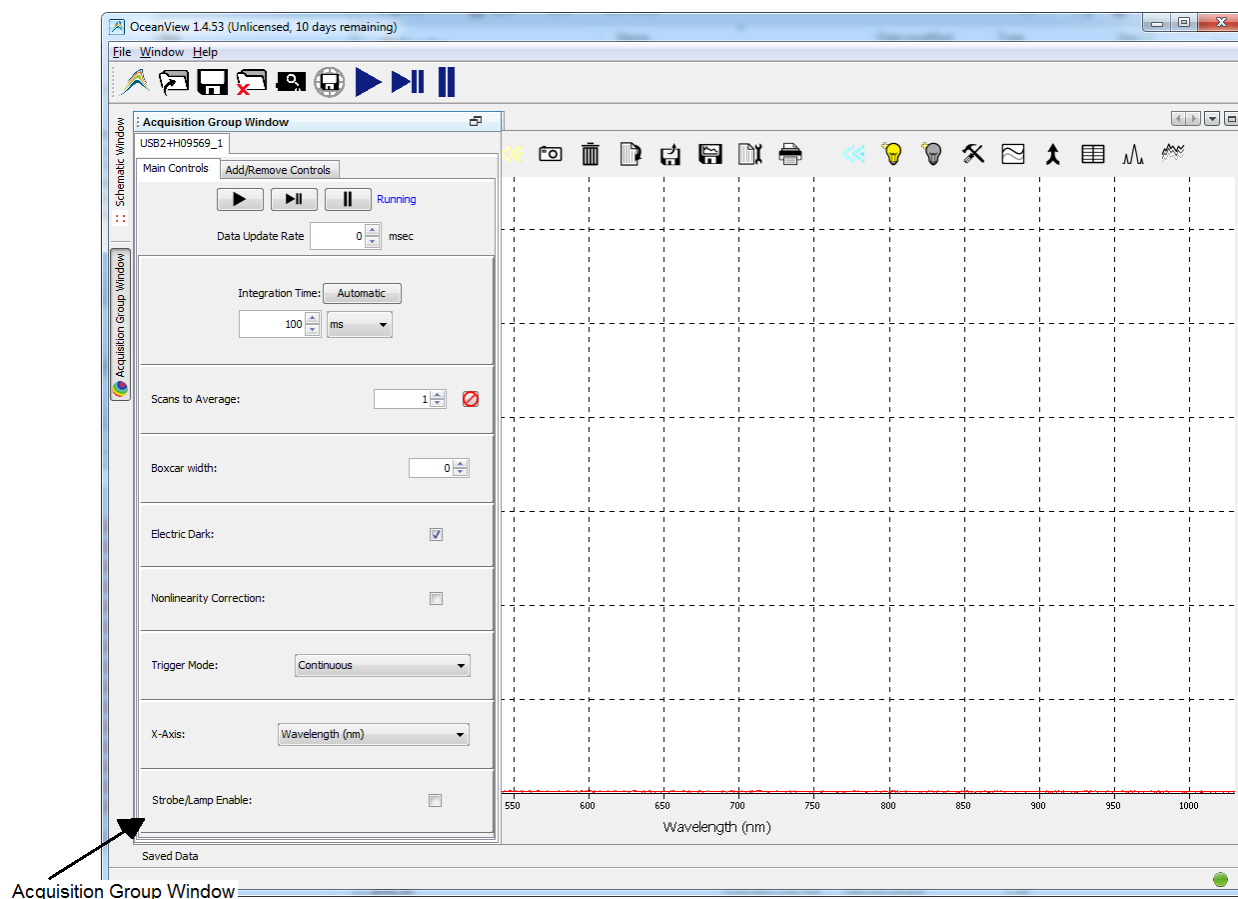 OceanView 1.4.53 (Unlicensed, 10 days remaining)
File Window Help
Schematic Window
Acquisition Group Window
Acquisition Group Window
USB2+H09569_1
Main Controls Add/Remove Controls
Running
Data Update Rate 0 msec
Integration Time: Automatic
100 ms
Scans to Average: 1
Boxcar width: 0
Electric Dark:
Nonlinearity Correction:
Trigger Mode: Continuous
X-Axis: Wavelength (nm)
Strobe/Lamp Enable:
550 600 650 700 750 800 850 900 950 1000
Wavelength (nm)
Saved Data
Acquisition Group Window